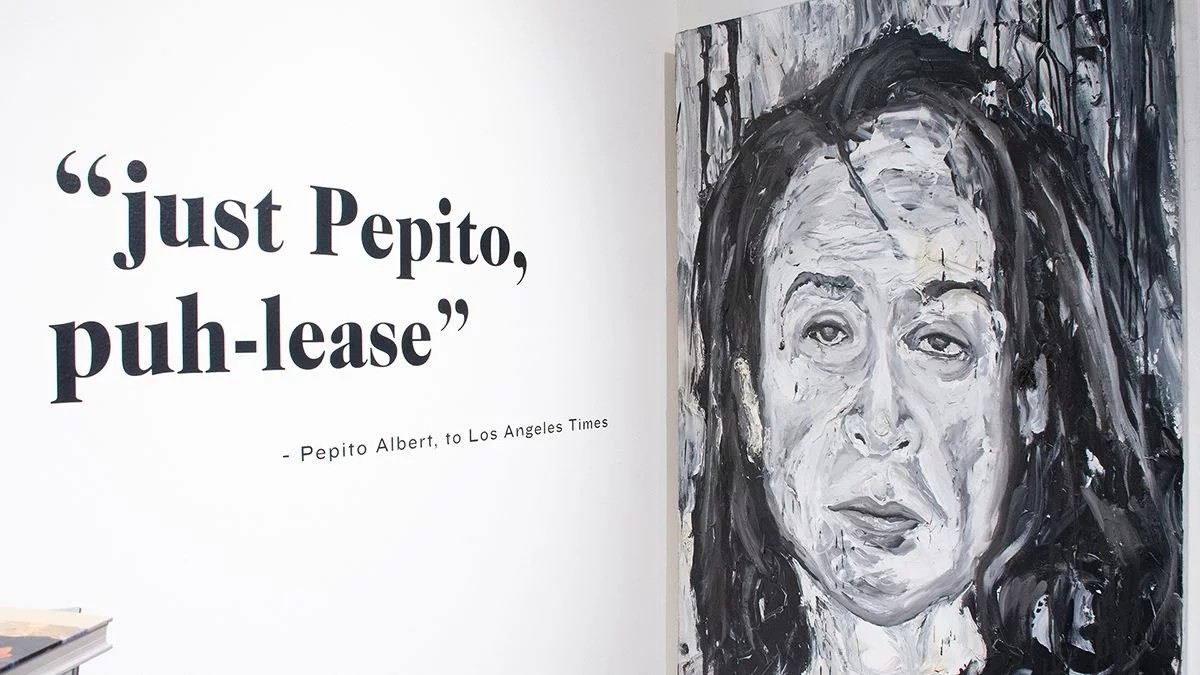 “just Pepito,
puh-lease”
- Pepito Albert, to Los Angeles Times